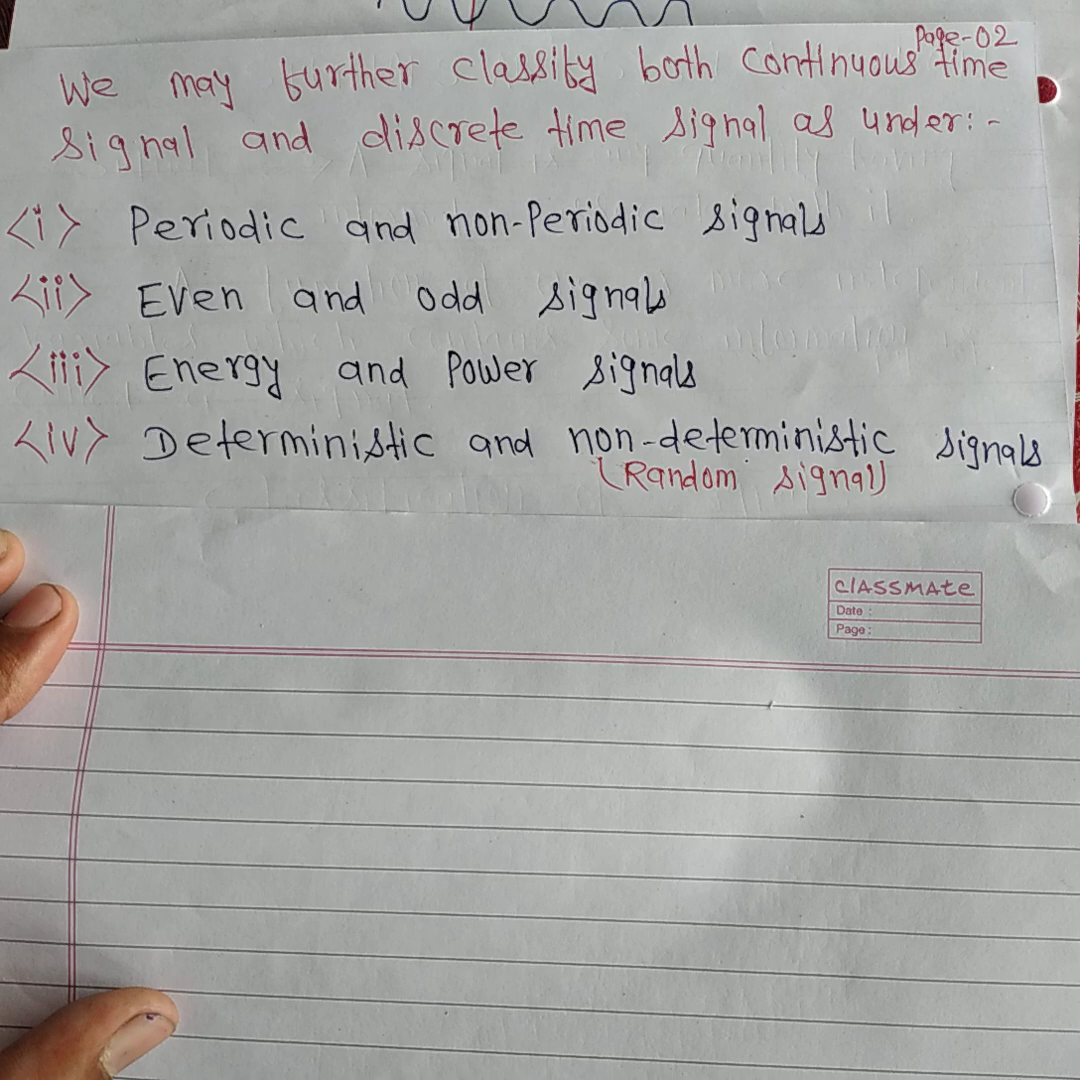 Page-02
We may further classify both continuous time
signal and discrete time signal as under:-
<i> Periodic and non-Periodic signals
<ii> Even and odd signals
<iii> Energy and Power signals
<iv> Deterministic and non-deterministic signals
(Random signal)
CLASSMATE
Date :
Page: